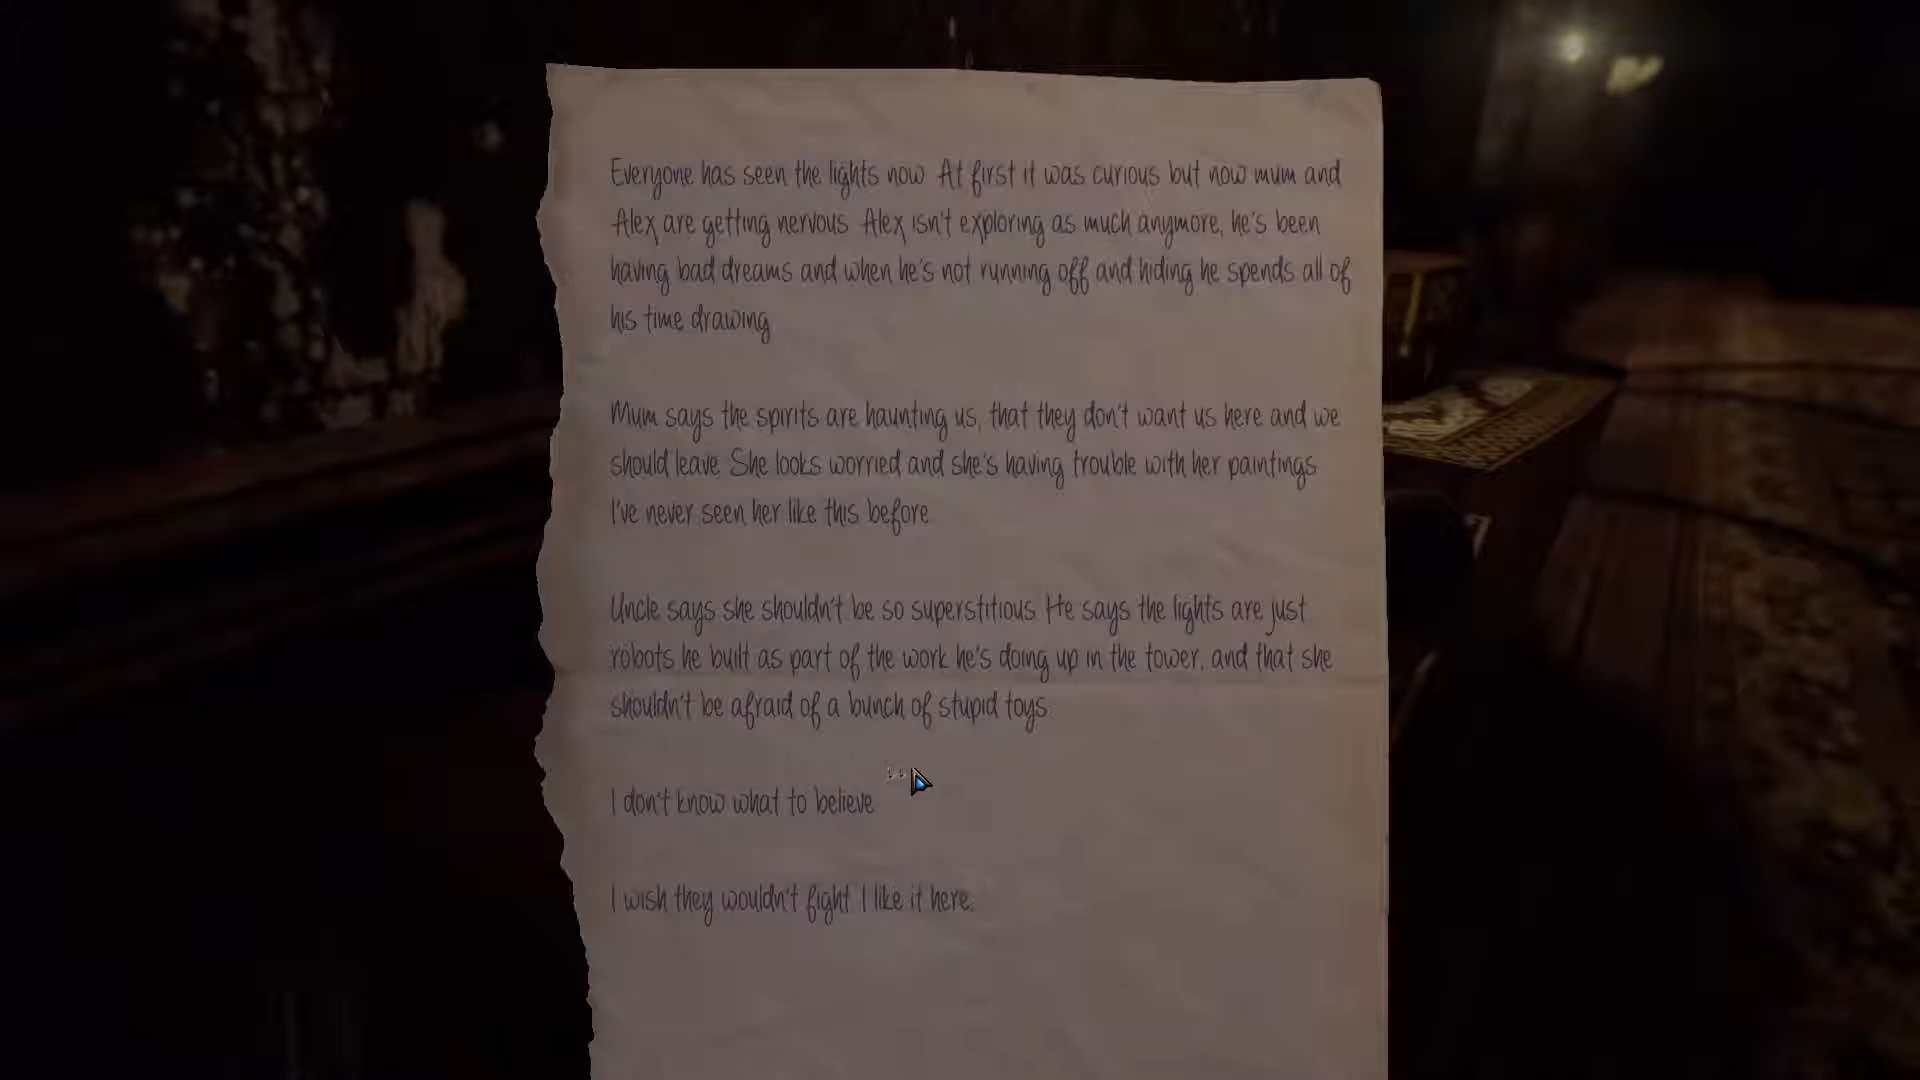 Everyone has seen the lights now At first it was curious but now mum and
Alex are getting nervous Alex isn't exploring as much anymore, he's been
having bad dreams and when he's not running off and hiding he spends all of
his time drawing
Mum says the spirits are haunting us, that they don't want us here and we
should leave She looks worried and she's having trouble with her paintings
I've never seen her like this before
Uncle says she shouldn't be so superstitious He says the lights are just
robots he built as part of the work he's doing up in the tower, and that she
shouldn't be afraid of a bunch of stupid toys
I don't know what to believe
I wish they wouldn't fight I like it here.